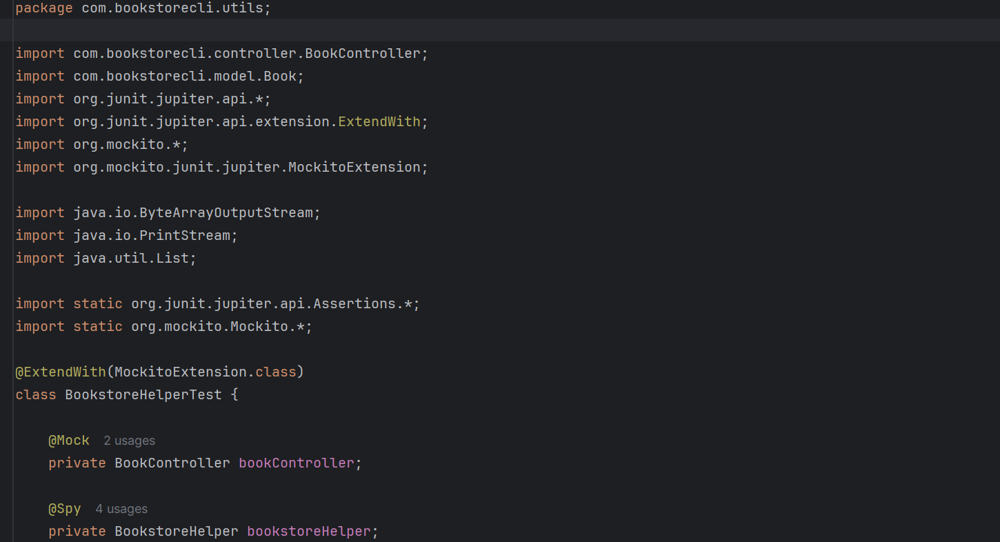 package com.bookstorecli.utils;
import com.bookstorecli.controller.BookController;
import com.bookstorecli.model.Book;
import org.junit.jupiter.api.*;
import org.junit.jupiter.api.extension.ExtendWith;
import org.mockito.*;
import org.mockito.junit.jupiter.MockitoExtension;
import java.io.ByteArrayOutputStream;
import java.io.PrintStream;
import java.util.List;
import static org.junit.jupiter.api.Assertions.*;
import static org.mockito.Mockito.*;
@ExtendWith(MockitoExtension.class)
class BookstoreHelperTest {
@Mock 2 usages
private BookController bookController;
@Spy 4 usages
private BookstoreHelper bookstoreHelper;